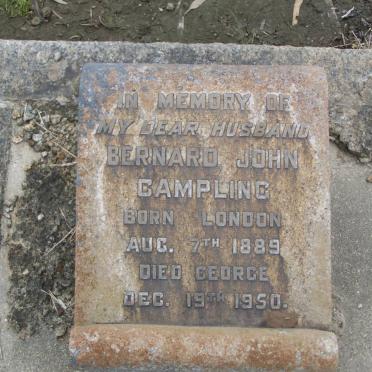 IN MEMORY OF
MY DEAR HUSBAND
BERNARD JOHN
CAMPLING
BORN LONDON
AUG. 7TH 1889
DIED GEORGE
DEC. 19TH 1950.